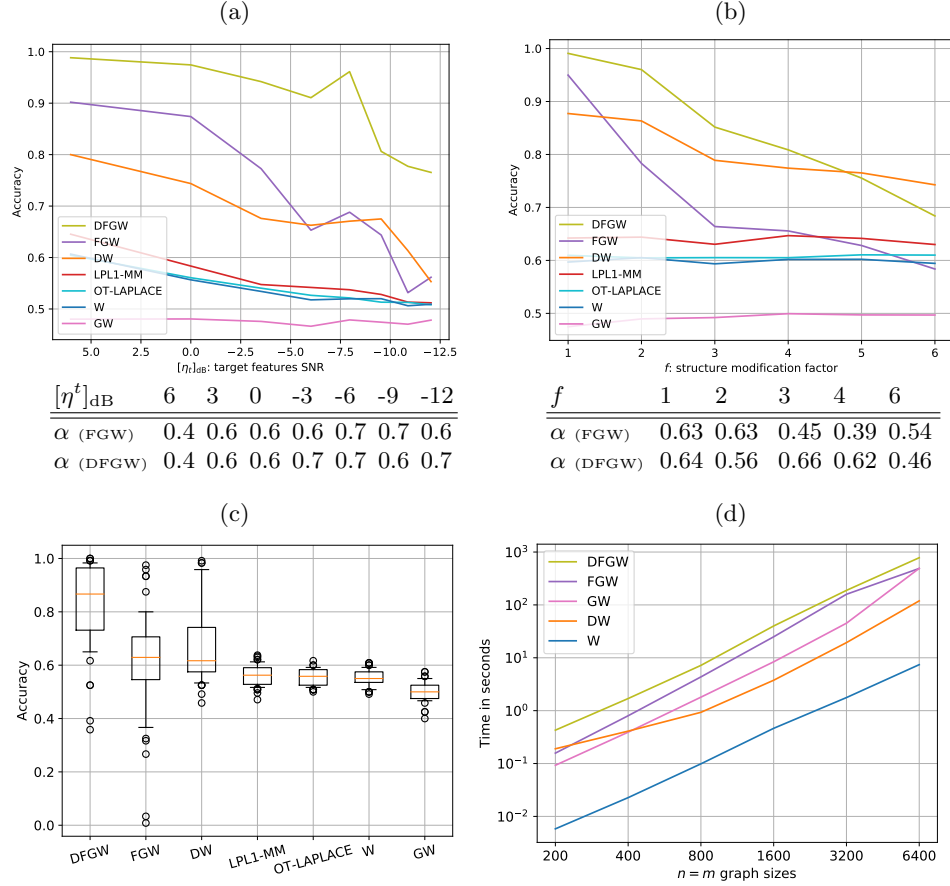 (a)
1.0
0.9
0.8
0.7
0.6
0.5
Accuracy
DFGW
FGW
DW
LPL1-MM
OT-LAPLACE
W
GW
5.0 2.5 0.0 −2.5 −5.0 −7.5 −10.0 −12.5
[η_t]_dB: target features SNR
[η^t]_dB 6 3 0 -3 -6 -9 -12
α (FGW) 0.4 0.6 0.6 0.6 0.7 0.7 0.6
α (DFGW) 0.4 0.6 0.6 0.7 0.7 0.6 0.7
(b)
1.0
0.9
0.8
0.7
0.6
0.5
Accuracy
DFGW
FGW
DW
LPL1-MM
OT-LAPLACE
W
GW
1 2 3 4 5 6
f: structure modification factor
f 1 2 3 4 6
α (FGW) 0.63 0.63 0.45 0.39 0.54
α (DFGW) 0.64 0.56 0.66 0.62 0.46
(c)
1.0
0.8
0.6
0.4
0.2
0.0
Accuracy
DFGW FGW DW LPL1-MM OT-LAPLACE W GW
(d)
10^3
10^2
10^1
10^0
10^−1
10^−2
Time in seconds
DFGW
FGW
GW
DW
W
200 400 800 1600 3200 6400
n = m graph sizes